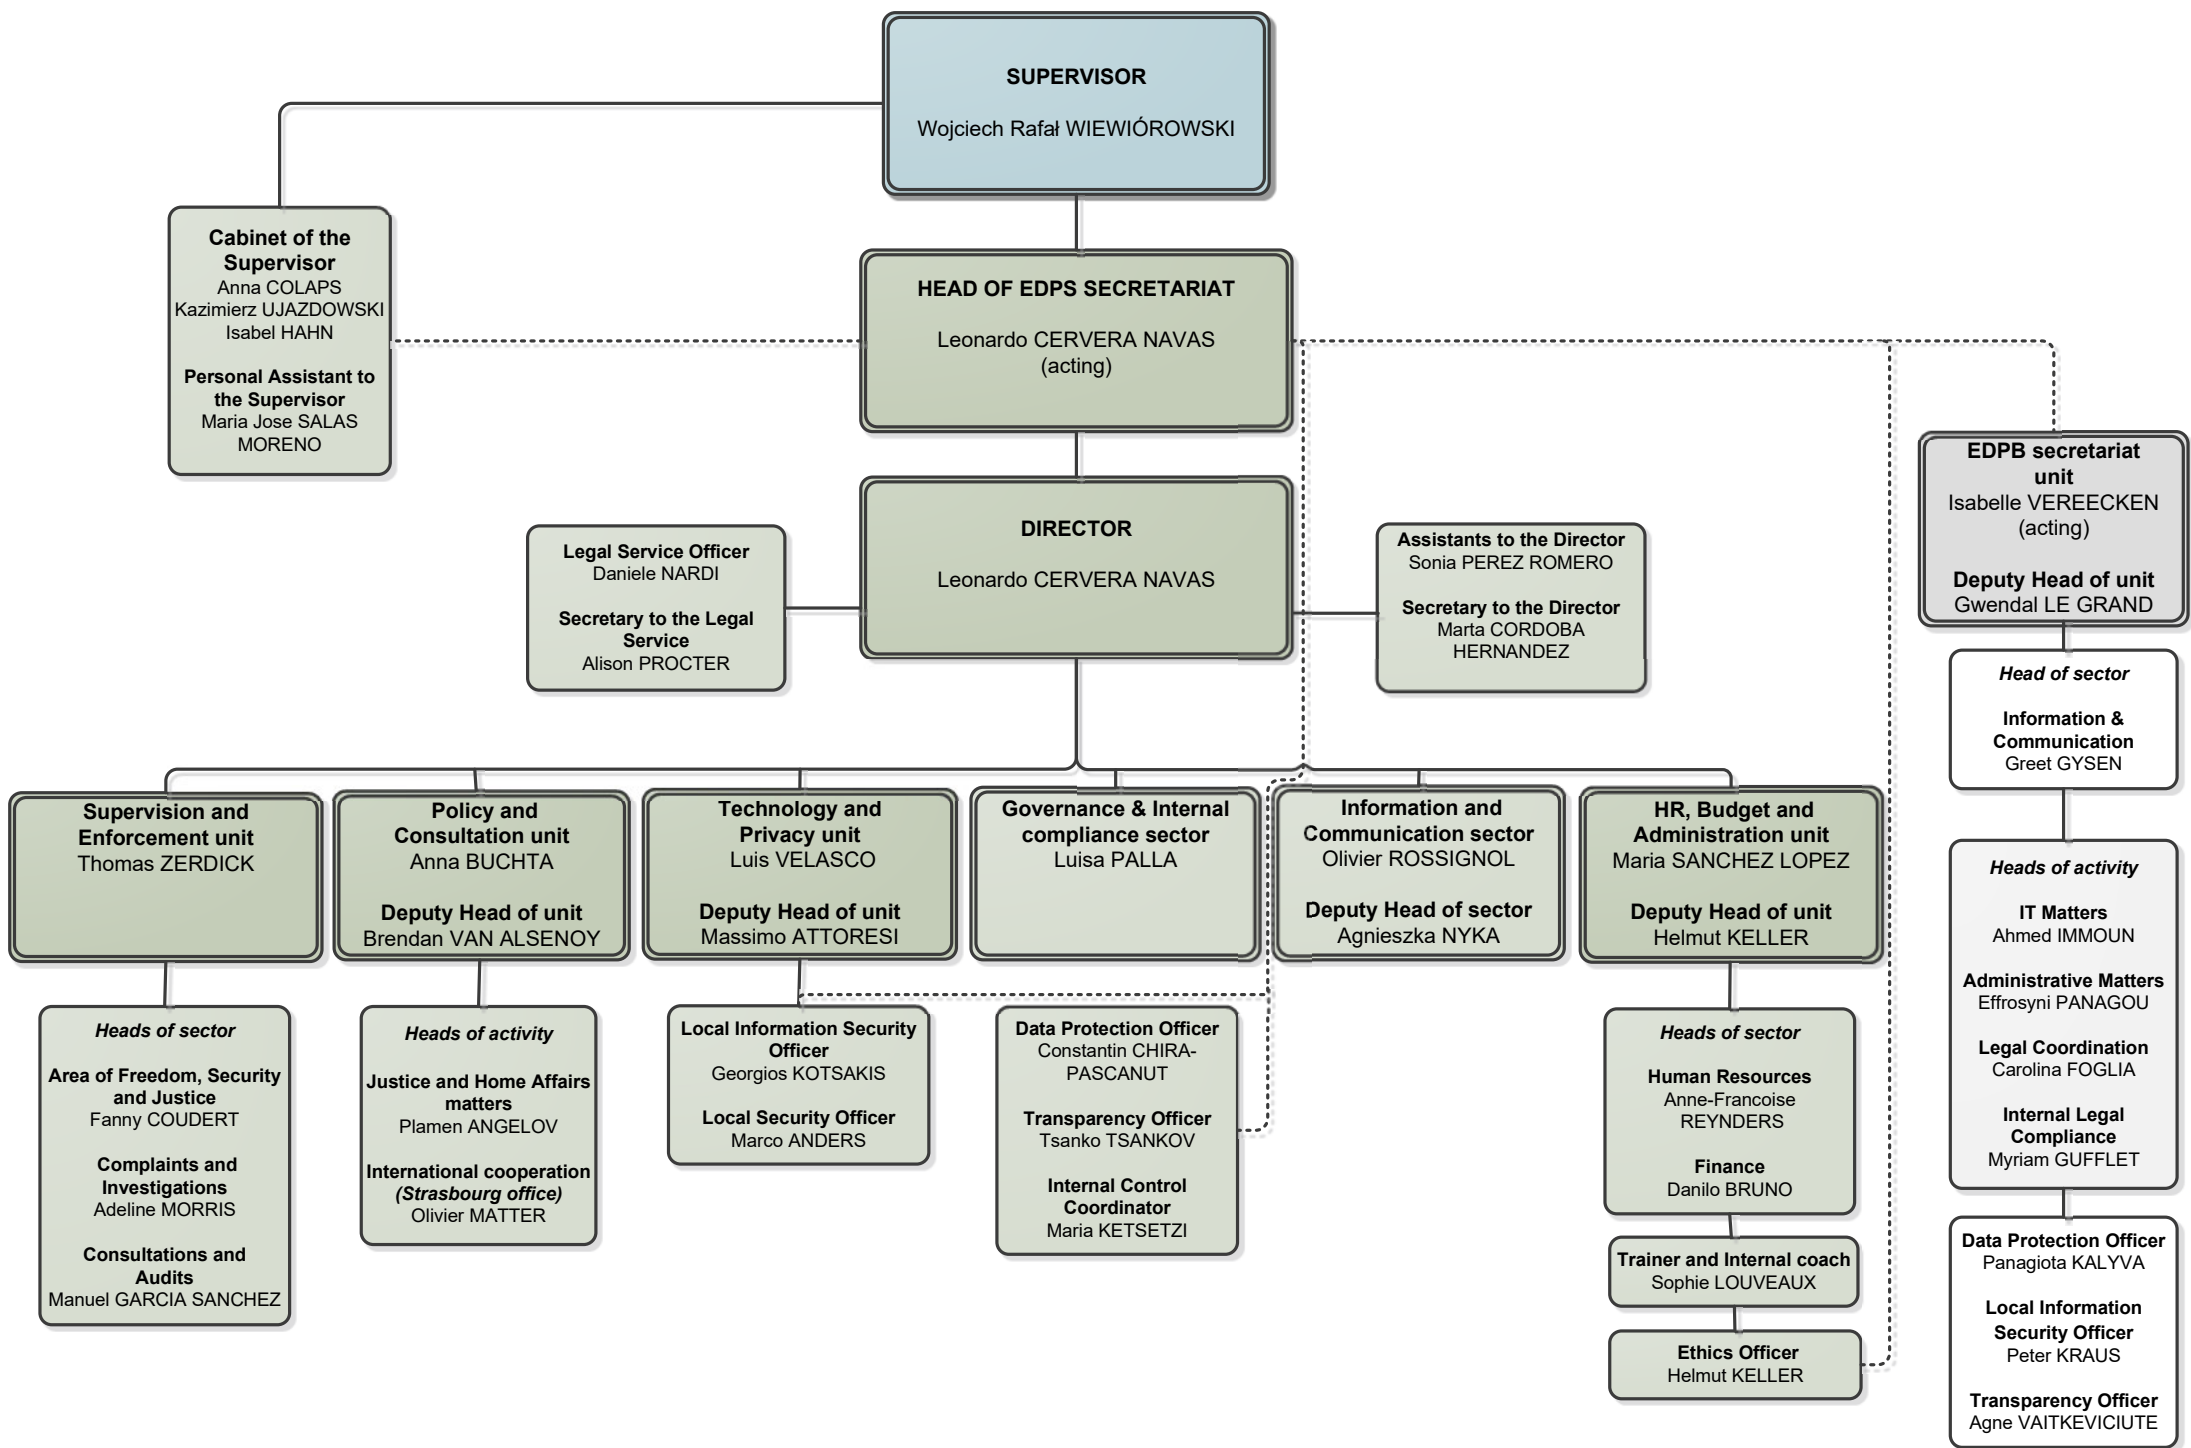 SUPERVISOR
Wojciech Rafał WIEWIÓROWSKI
Cabinet of the
Supervisor
Anna COLAPS
Kazimierz UJAZDOWSKI
Isabel HAHN
Personal Assistant to
the Supervisor
Maria Jose SALAS
MORENO
HEAD OF EDPS SECRETARIAT
Leonardo CERVERA NAVAS
(acting)
DIRECTOR
Leonardo CERVERA NAVAS
Legal Service Officer
Daniele NARDI
Secretary to the Legal
Service
Alison PROCTER
Assistants to the Director
Sonia PEREZ ROMERO
Secretary to the Director
Marta CORDOBA
HERNANDEZ
EDPB secretariat
unit
Isabelle VEREECKEN
(acting)
Deputy Head of unit
Gwendal LE GRAND
Head of sector
Information &
Communication
Greet GYSEN
Heads of activity
IT Matters
Ahmed IMMOUN
Administrative Matters
Effrosyni PANAGOU
Legal Coordination
Carolina FOGLIA
Internal Legal
Compliance
Myriam GUFFLET
Data Protection Officer
Panagiota KALYVA
Local Information
Security Officer
Peter KRAUS
Transparency Officer
Agne VAITKEVICIUTE
Supervision and
Enforcement unit
Thomas ZERDICK
Heads of sector
Area of Freedom, Security
and Justice
Fanny COUDERT
Complaints and
Investigations
Adeline MORRIS
Consultations and
Audits
Manuel GARCIA SANCHEZ
Policy and
Consultation unit
Anna BUCHTA
Deputy Head of unit
Brendan VAN ALSENOY
Heads of activity
Justice and Home Affairs
matters
Plamen ANGELOV
International cooperation
(Strasbourg office)
Olivier MATTER
Technology and
Privacy unit
Luis VELASCO
Deputy Head of unit
Massimo ATTORESI
Local Information Security
Officer
Georgios KOTSAKIS
Local Security Officer
Marco ANDERS
Governance & Internal
compliance sector
Luisa PALLA
Data Protection Officer
Constantin CHIRA-
PASCANUT
Transparency Officer
Tsanko TSANKOV
Internal Control
Coordinator
Maria KETSETZI
Information and
Communication sector
Olivier ROSSIGNOL
Deputy Head of sector
Agnieszka NYKA
HR, Budget and
Administration unit
Maria SANCHEZ LOPEZ
Deputy Head of unit
Helmut KELLER
Heads of sector
Human Resources
Anne-Francoise
REYNDERS
Finance
Danilo BRUNO
Trainer and Internal coach
Sophie LOUVEAUX
Ethics Officer
Helmut KELLER